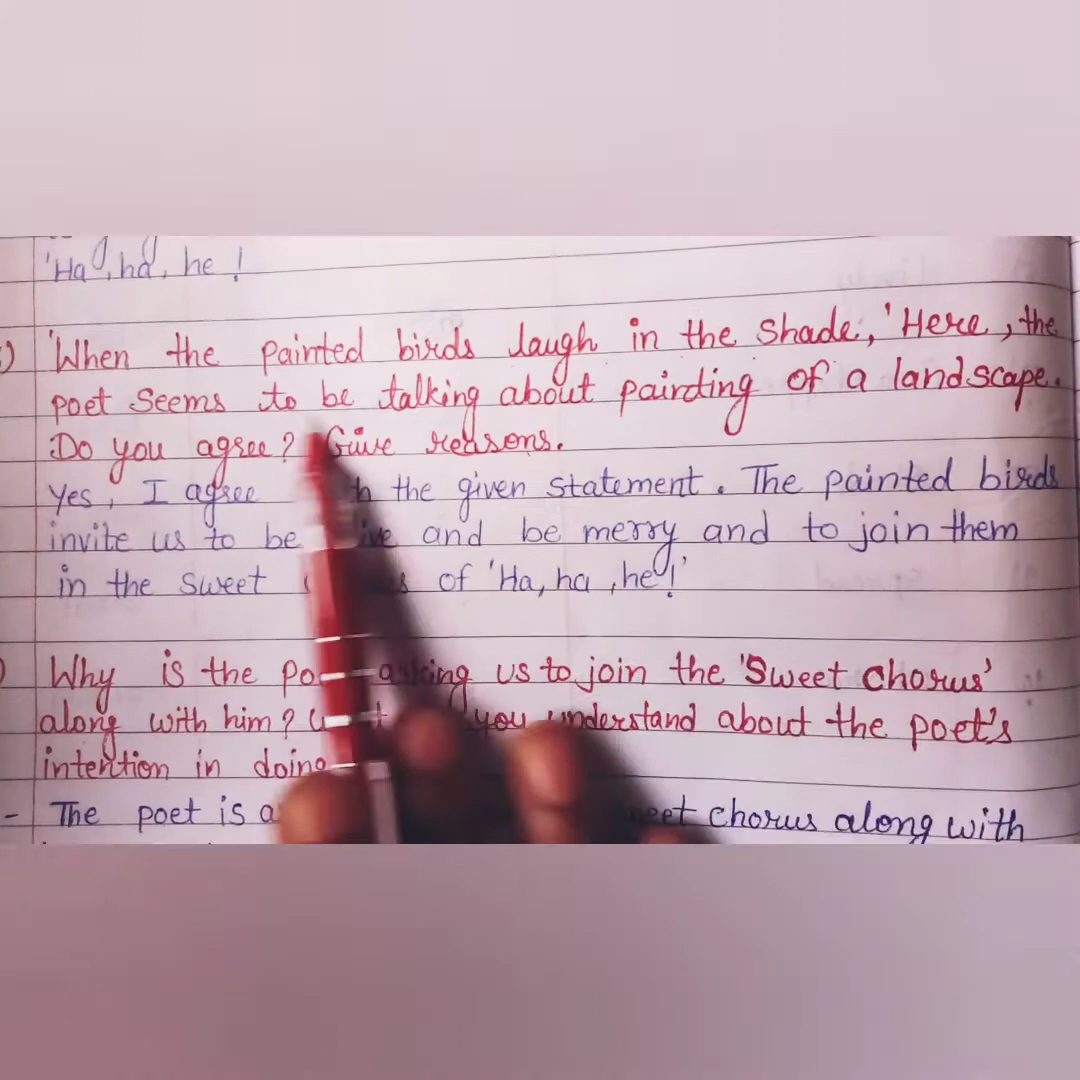 'Ha, ha, he!
'When the painted birds laugh in the shade,' Here, the
poet seems to be talking about painting of a landscape.
Do you agree? Give reasons.
Yes, I agree the given statement. The painted birds
invite us to be and be merry and to join them
in the sweet of 'Ha, ha, he!'
Why is the asking us to join the 'Sweet chorus'
along with him? you understand about the poet's
intention in doing
- The poet is chorus along with